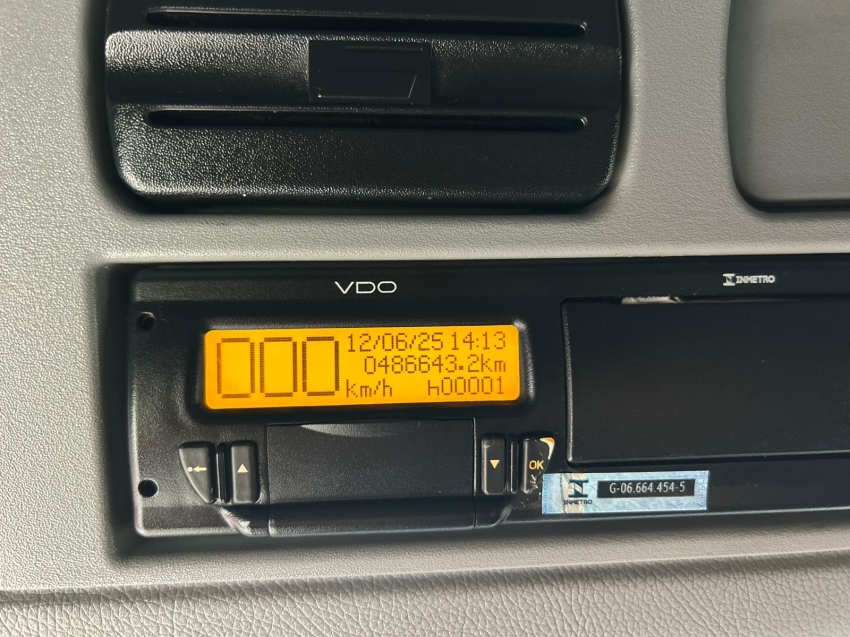 VDO
INMETRO
000
12/06/25 14:13
0486643.2km
km/h h00001
OK
INMETRO
G-06.664.454-5